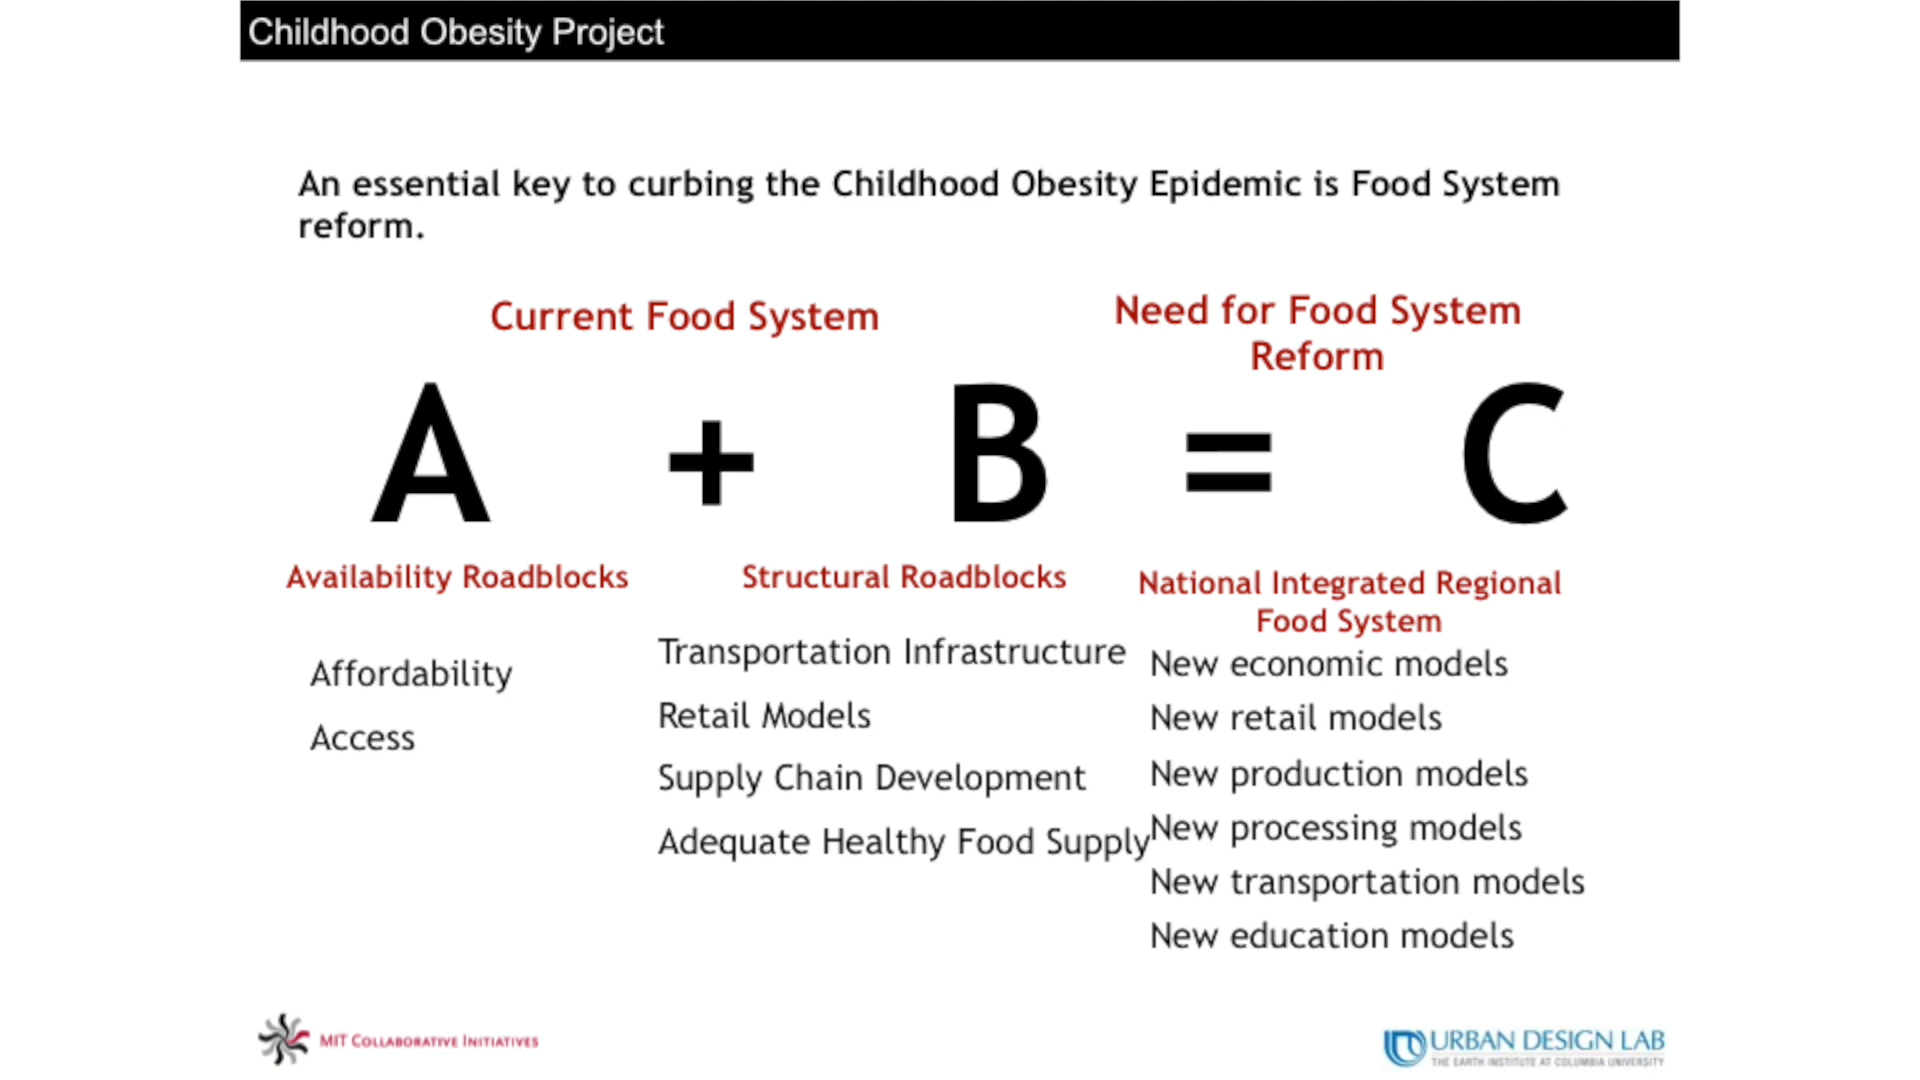 Childhood Obesity Project
An essential key to curbing the Childhood Obesity Epidemic is Food System
reform.
Current Food System
Need for Food System
Reform
A + B = C
Availability Roadblocks
Affordability
Access
Structural Roadblocks
Transportation Infrastructure
Retail Models
Supply Chain Development
Adequate Healthy Food Supply
National Integrated Regional
Food System
New economic models
New retail models
New production models
New processing models
New transportation models
New education models
MIT COLLABORATIVE INITIATIVES
URBAN DESIGN LAB
THE EARTH INSTITUTE AT COLUMBIA UNIVERSITY